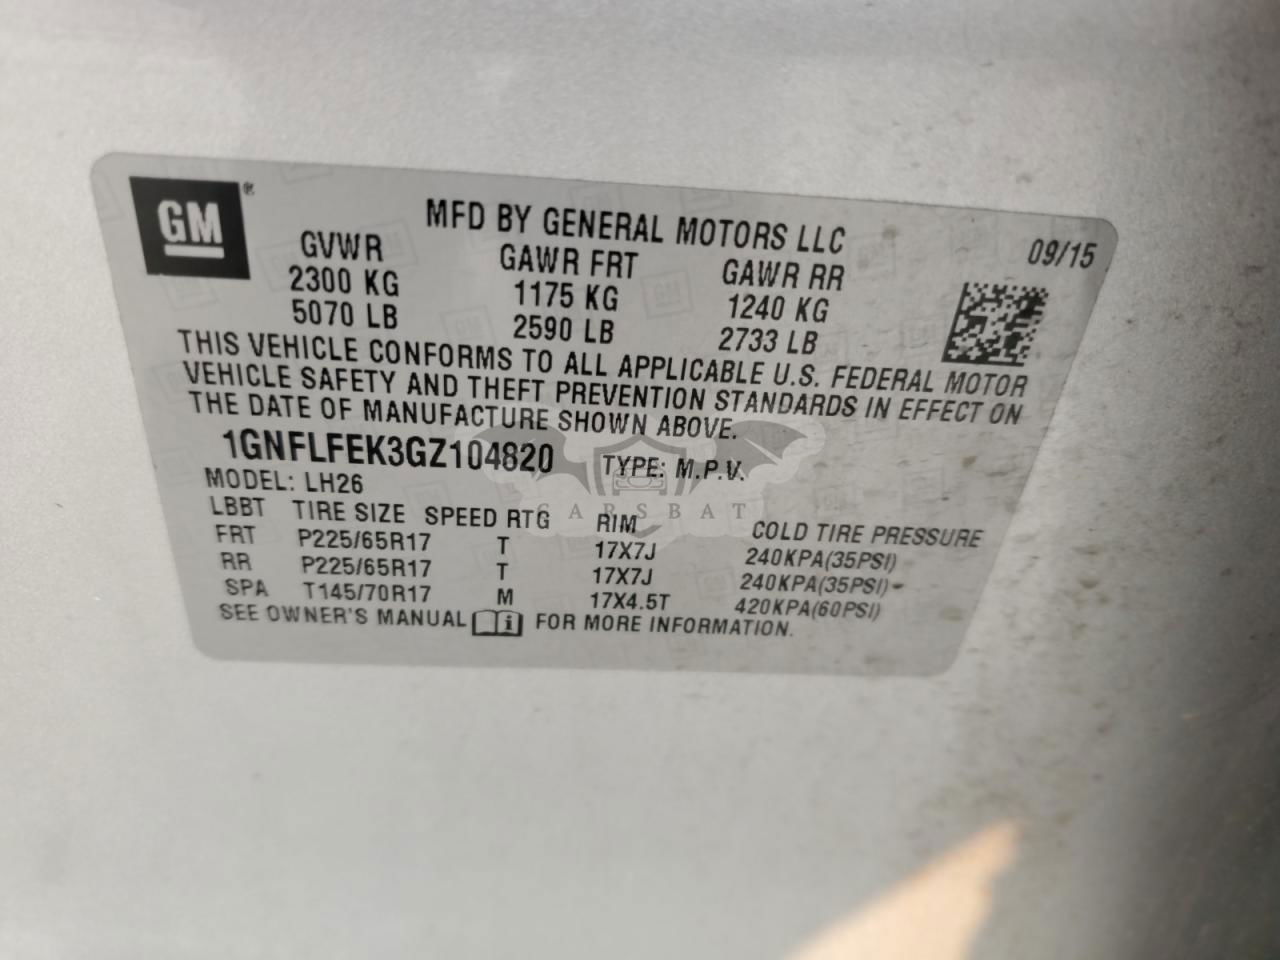 GM®
MFD BY GENERAL MOTORS LLC 09/15
GVWR GAWR FRT GAWR RR
2300 KG 1175 KG 1240 KG
5070 LB 2590 LB 2733 LB
THIS VEHICLE CONFORMS TO ALL APPLICABLE U.S. FEDERAL MOTOR
VEHICLE SAFETY AND THEFT PREVENTION STANDARDS IN EFFECT ON
THE DATE OF MANUFACTURE SHOWN ABOVE.
1GNFLFEK3GZ104820 TYPE: M.P.V.
MODEL: LH26
CARSBAT
LBBT TIRE SIZE SPEED RTG RIM COLD TIRE PRESSURE
FRT P225/65R17 T 17X7J 240KPA(35PSI)
RR P225/65R17 T 17X7J 240KPA(35PSI)
SPA T145/70R17 M 17X4.5T 420KPA(60PSI)
SEE OWNER'S MANUAL i FOR MORE INFORMATION.